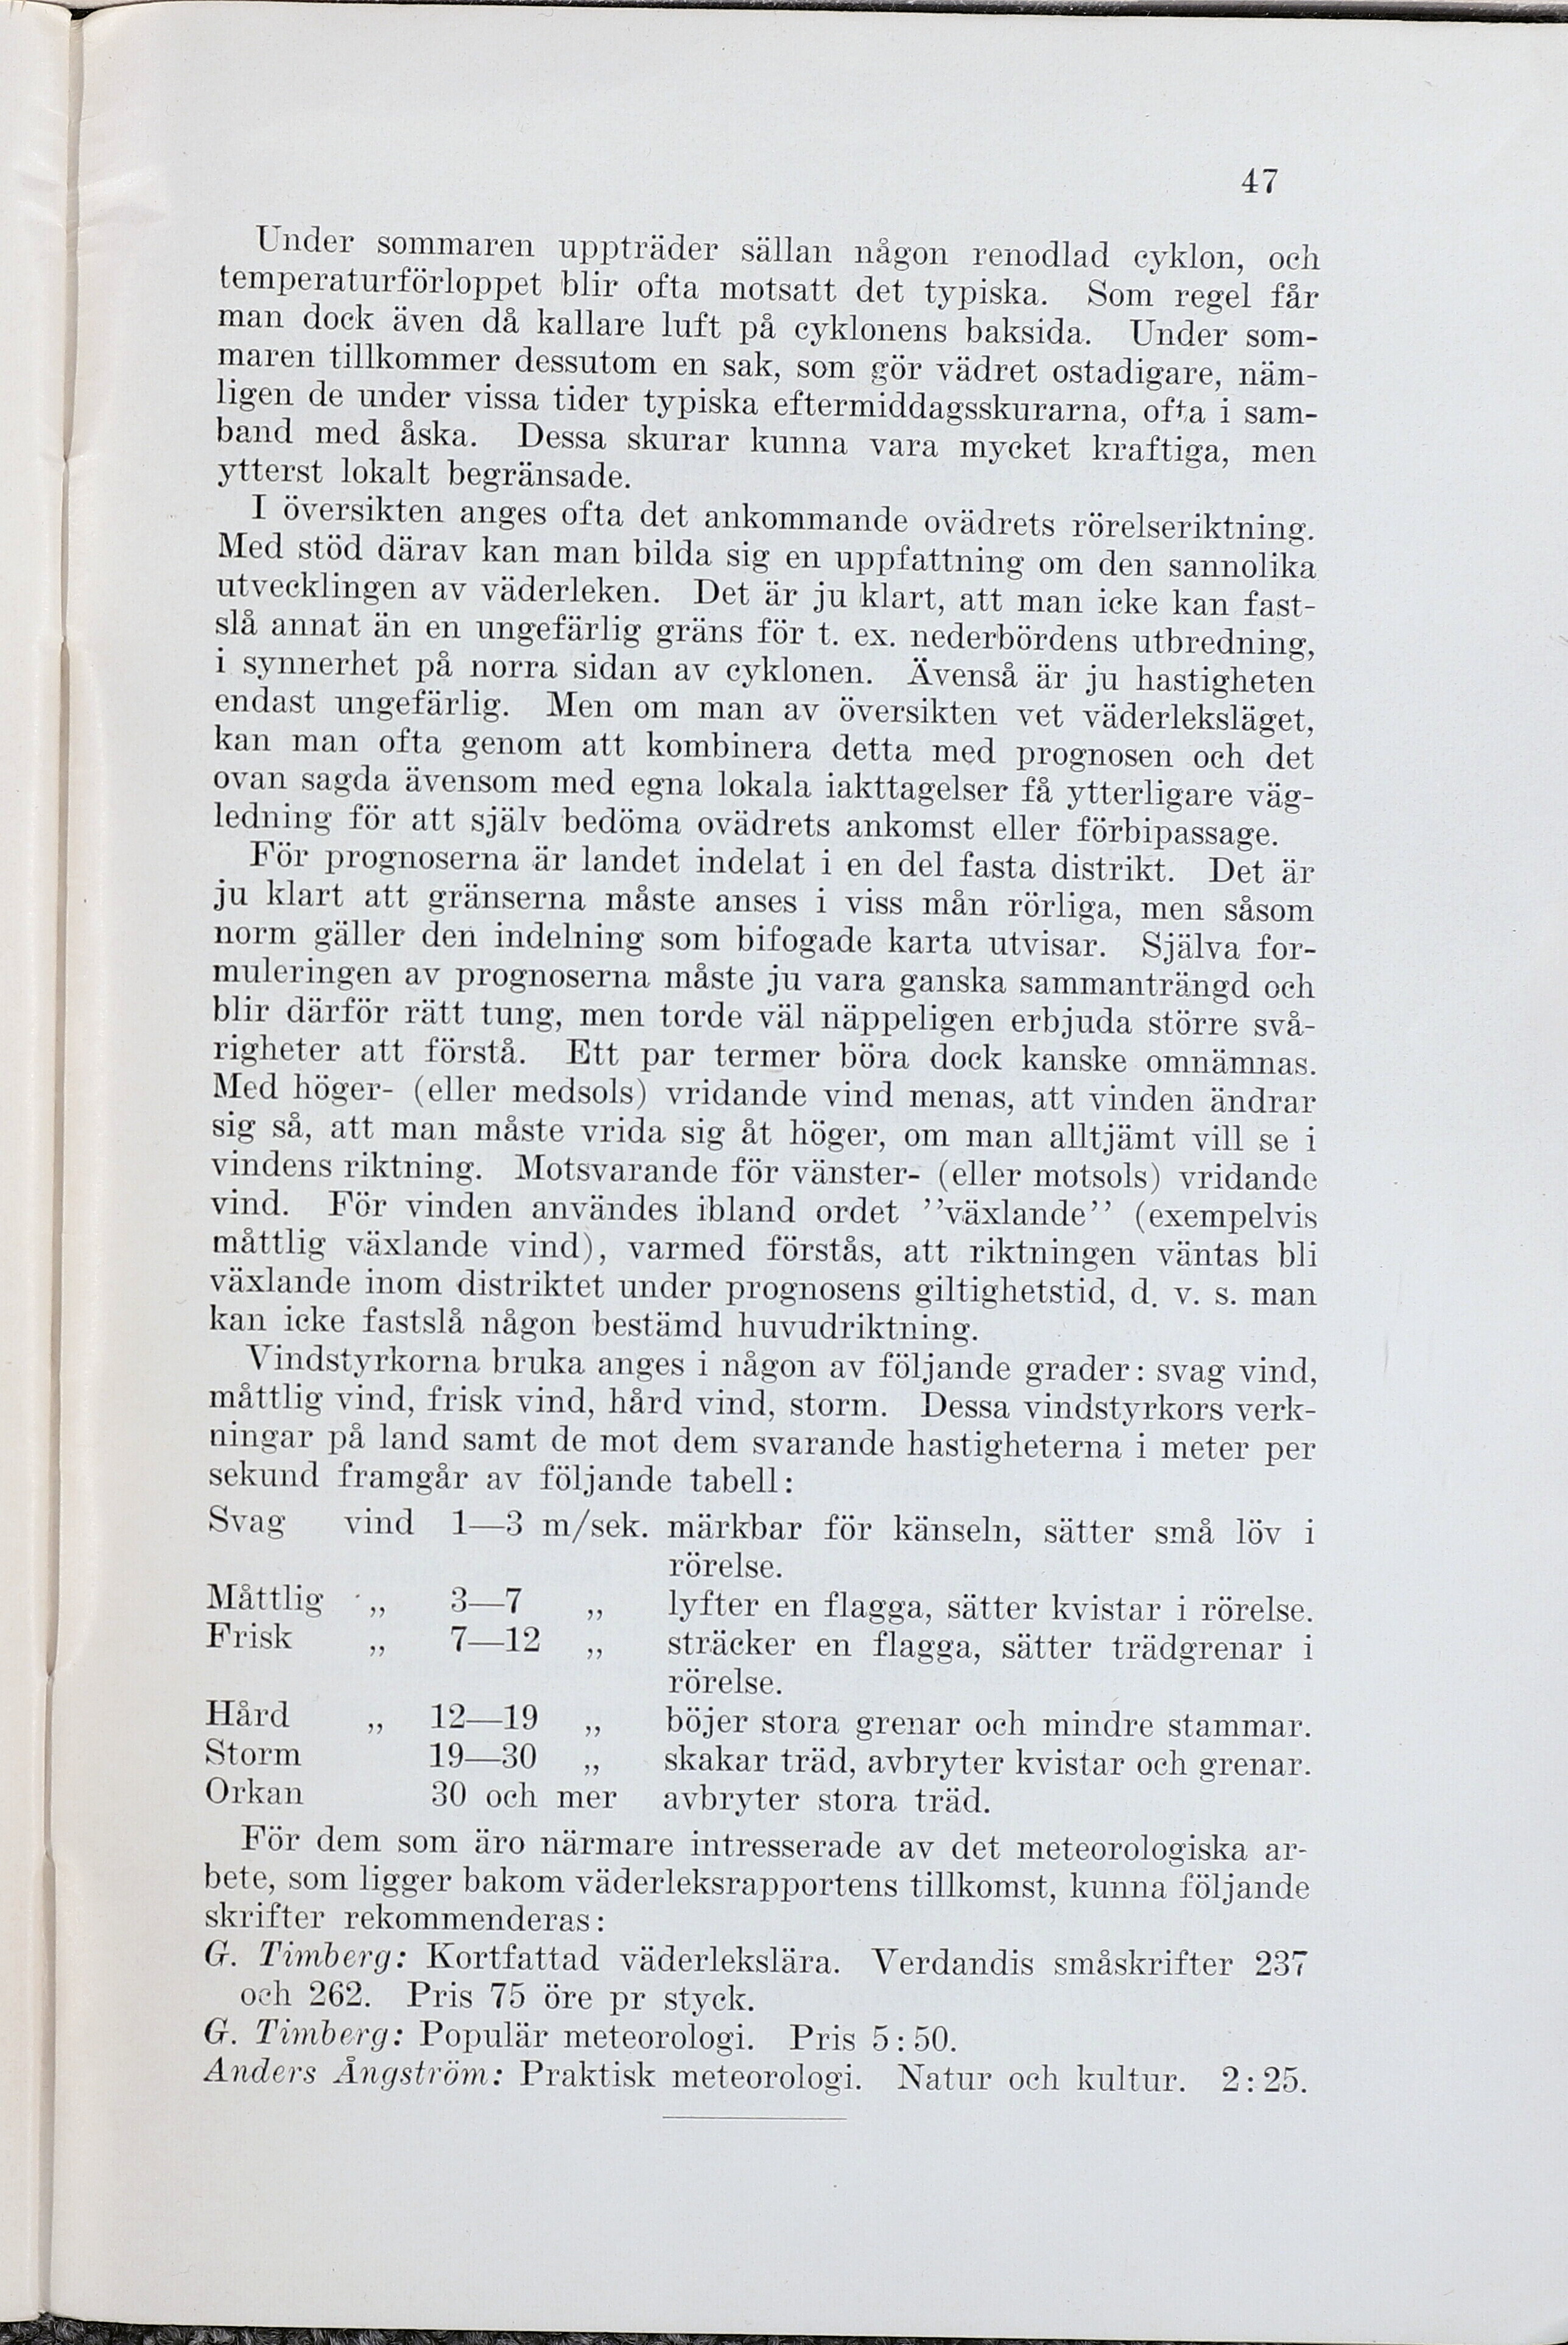 47
Under sommaren uppträder sällan någon renodlad cyklon, och
temperaturförloppet blir ofta motsatt det typiska. Som regel får
man dock även då kallare luft på cyklonens baksida. Under som-
maren tillkommer dessutom en sak, som gör vädret ostadigare, näm-
ligen de under vissa tider typiska eftermiddagsskurarna, ofta i sam-
band med åska. Dessa skurar kunna vara mycket kraftiga, men
ytterst lokalt begränsade.
I översikten anges ofta det ankommande ovädrets rörelseriktning.
Med stöd därav kan man bilda sig en uppfattning om den sannolika
utvecklingen av väderleken. Det är ju klart, att man icke kan fast-
slå annat än en ungefärlig gräns för t. ex. nederbördens utbredning,
i synnerhet på norra sidan av cyklonen. Ävenså är ju hastigheten
endast ungefärlig. Men om man av översikten vet väderleksläget,
kan man ofta genom att kombinera detta med prognosen och det
ovan sagda ävensom med egna lokala iakttagelser få ytterligare väg-
ledning för att själv bedöma ovädrets ankomst eller förbipassage.
För prognoserna är landet indelat i en del fasta distrikt. Det är
ju klart att gränserna måste anses i viss mån rörliga, men såsom
norm gäller den indelning som bifogade karta utvisar. Själva for-
muleringen av prognoserna måste ju vara ganska sammanträngd och
blir därför rätt tung, men torde väl näppeligen erbjuda större svå-
righeter att förstå. Ett par termer böra dock kanske omnämnas.
Med höger- (eller medsols) vridande vind menas, att vinden ändrar
sig så, att man måste vrida sig åt höger, om man alltjämt vill se i
vindens riktning. Motsvarande för vänster- (eller motsols) vridande
vind. För vinden användes ibland ordet ’’växlande’’ (exempelvis
måttlig växlande vind), varmed förstås, att riktningen väntas bli
växlande inom distriktet under prognosens giltighetstid, d. v. s. man
kan icke fastslå någon bestämd huvudriktning.
Vindstyrkorna bruka anges i någon av följande grader: svag vind,
måttlig vind, frisk vind, hård vind, storm. Dessa vindstyrkors verk-
ningar på land samt de mot dem svarande hastigheterna i meter per
sekund framgår av följande tabell:
Svag vind 1—3 m/sek. märkbar för känseln, sätter små löv i
rörelse.
Måttlig „ 3—7 „ lyfter en flagga, sätter kvistar i rörelse.
Frisk „ 7—12 „ sträcker en flagga, sätter trädgrenar i
rörelse.
Hård „ 12—19 „ böjer stora grenar och mindre stammar.
Storm 19—30 „ skakar träd, avbryter kvistar och grenar.
Orkan 30 och mer avbryter stora träd.
För dem som äro närmare intresserade av det meteorologiska ar-
bete, som ligger bakom väderleksrapportens tillkomst, kunna följande
skrifter rekommenderas:
G. Timberg: Kortfattad väderlekslära. Verdandis småskrifter 237
och 262. Pris 75 öre pr styck.
G. Timberg: Populär meteorologi. Pris 5:50.
Anders Ångström: Praktisk meteorologi. Natur och kultur. 2:25.